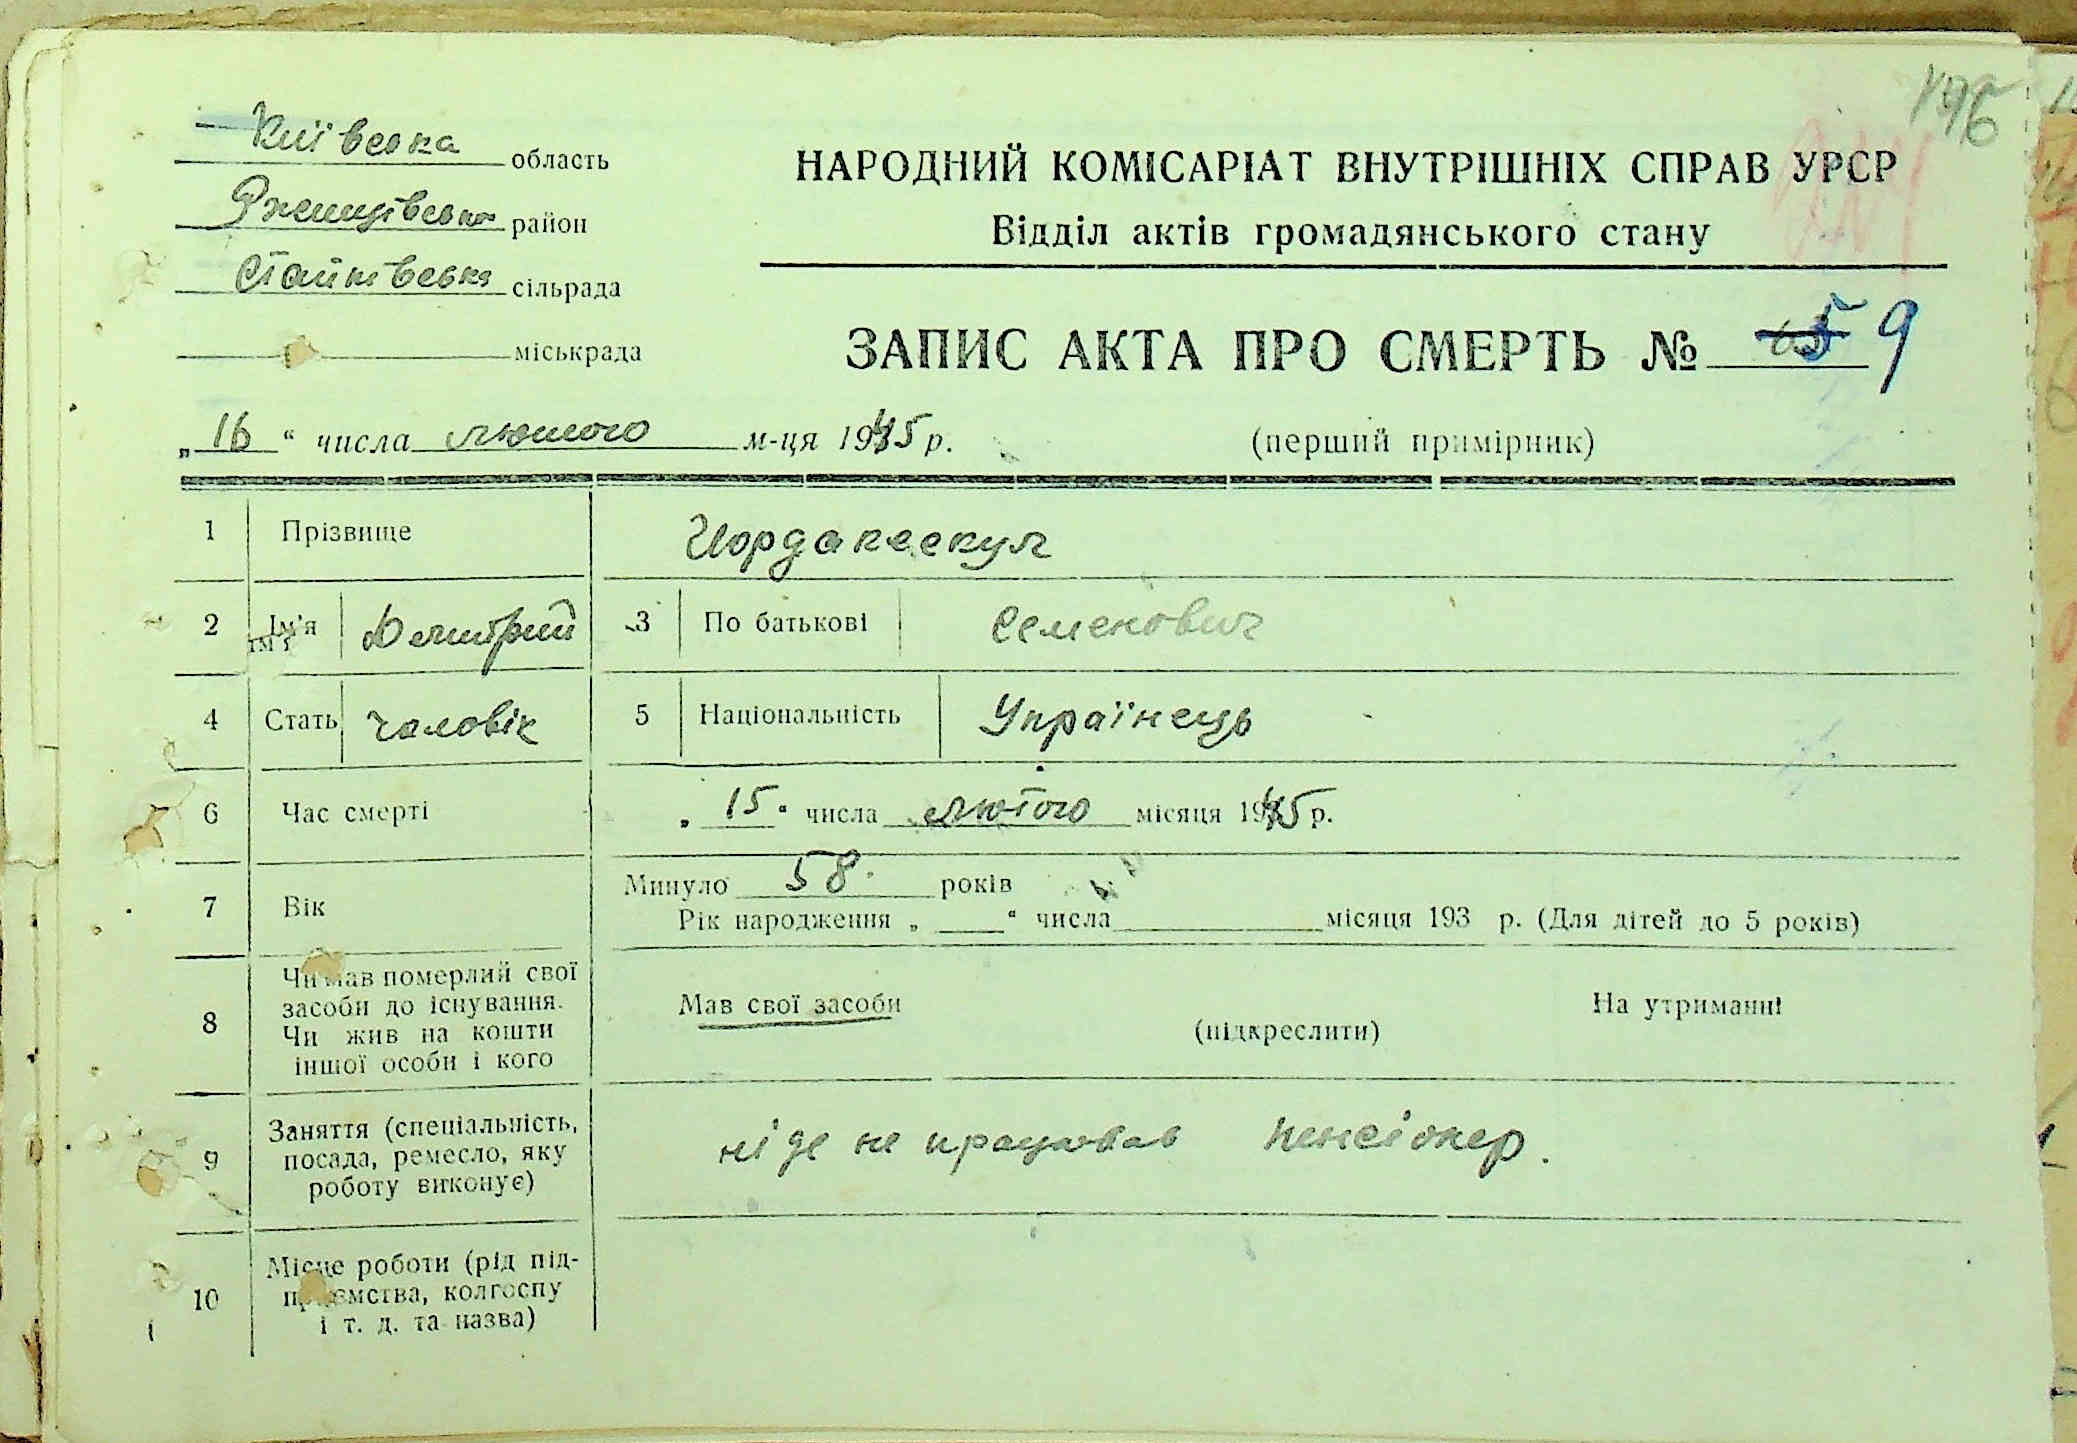 196
Київська область
Ржищівська район
Стайківська сільрада
міськрада
НАРОДНИЙ КОМІСАРІАТ ВНУТРІШНІХ СПРАВ УРСР
Відділ актів громадянського стану
ЗАПИС АКТА ПРО СМЕРТЬ № 59
„16“ числа лютого м-ця 1945 р.
(перший примірник)
1 Прізвище Иордакескул
2 Ім'я Дмитрий 3 По батькові Семенович
4 Стать чоловік 5 Національність Українець
6 Час смерті „15“ числа лютого місяця 1945 р.
7 Вік Минуло 58 років
Рік народження „ “ числа місяця 193 р. (Для дітей до 5 років)
8 Чи мав померлий свої
засоби до існування.
Чи жив на кошти
іншої особи і кого
Мав свої засоби
(підкреслити)
На утриманні
9 Заняття (спеціальність,
посада, ремесло, яку
роботу виконує)
ніде не працював пенсіонер.
10 Місце роботи (рід під-
приємства, колгоспу
і т. д. та назва)